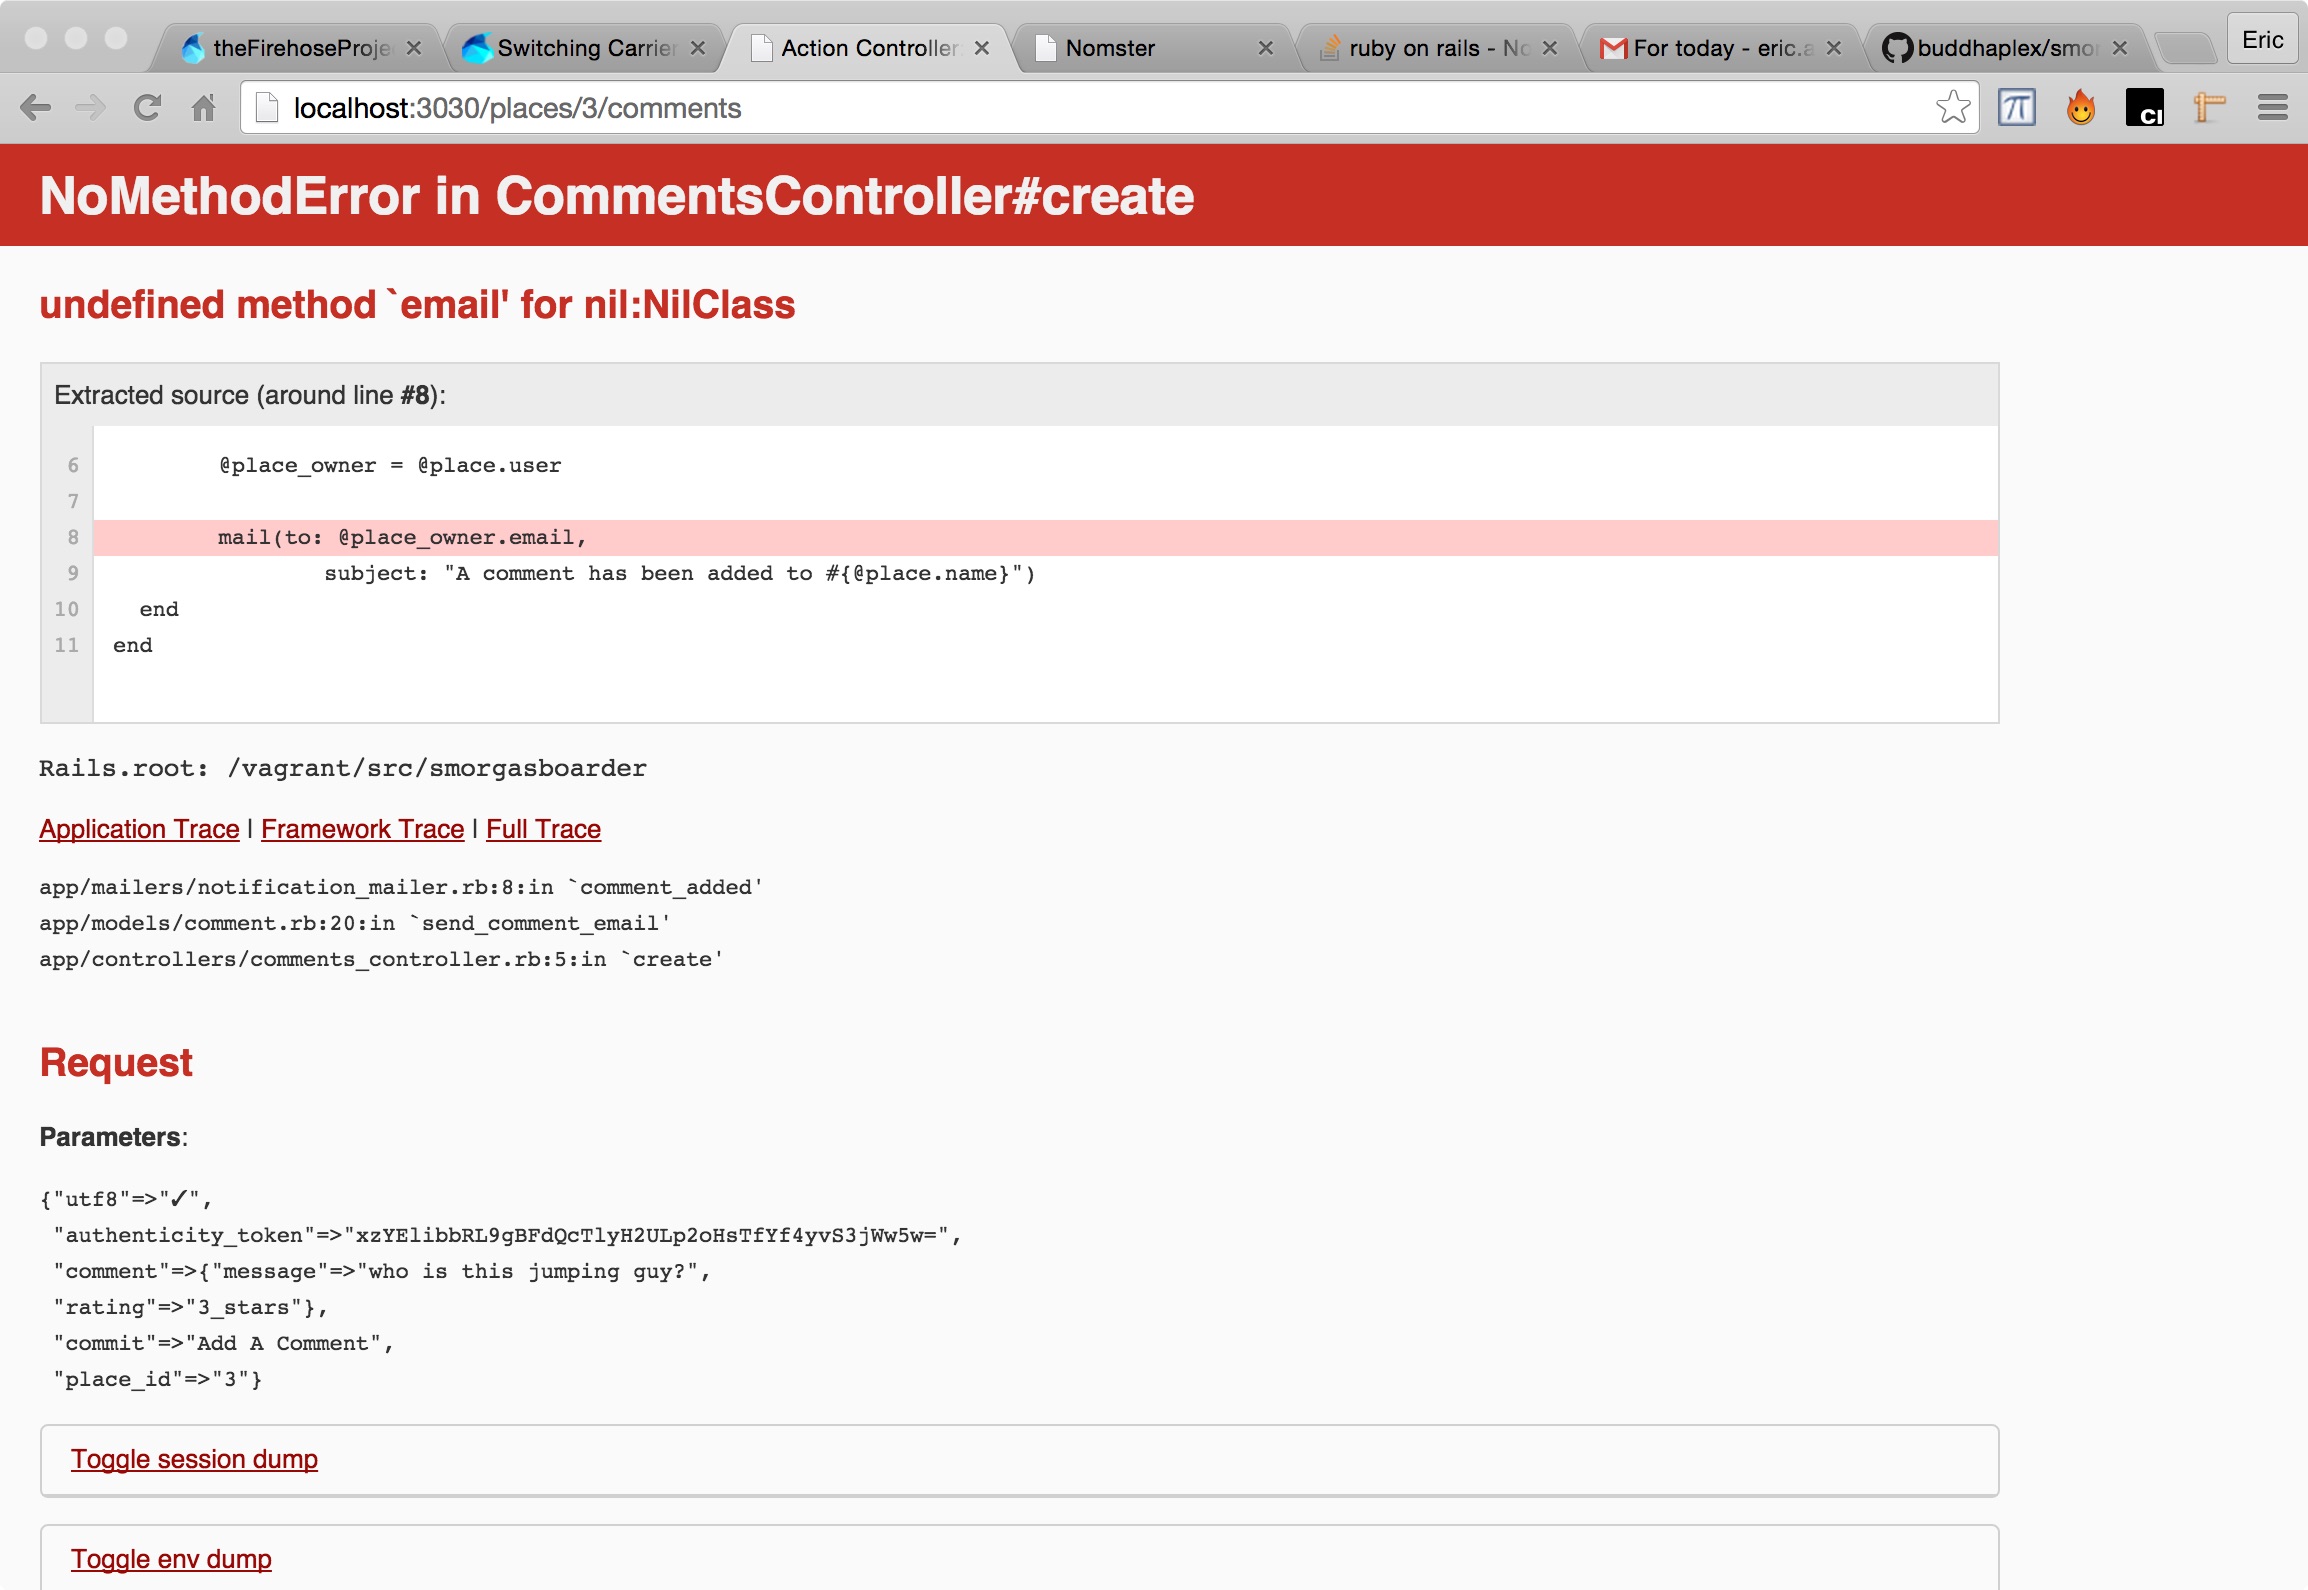 theFirehoseProje
Switching Carrier
Action Controller:
Nomster
ruby on rails - No
For today - eric.a
buddhaplex/smor
Eric
localhost:3030/places/3/comments
NoMethodError in CommentsController#create
undefined method `email' for nil:NilClass
Extracted source (around line #8):
6 @place_owner = @place.user
7
8 mail(to: @place_owner.email,
9 subject: "A comment has been added to #{@place.name}")
10 end
11 end
Rails.root: /vagrant/src/smorgasboarder
Application Trace | Framework Trace | Full Trace
app/mailers/notification_mailer.rb:8:in `comment_added'
app/models/comment.rb:20:in `send_comment_email'
app/controllers/comments_controller.rb:5:in `create'
Request
Parameters:
{"utf8"=>"✓",
"authenticity_token"=>"xzYElibbRL9gBFdQcTlyH2ULp2oHsTfYf4yvS3jWw5w=",
"comment"=>{"message"=>"who is this jumping guy?",
"rating"=>"3_stars"},
"commit"=>"Add A Comment",
"place_id"=>"3"}
Toggle session dump
Toggle env dump